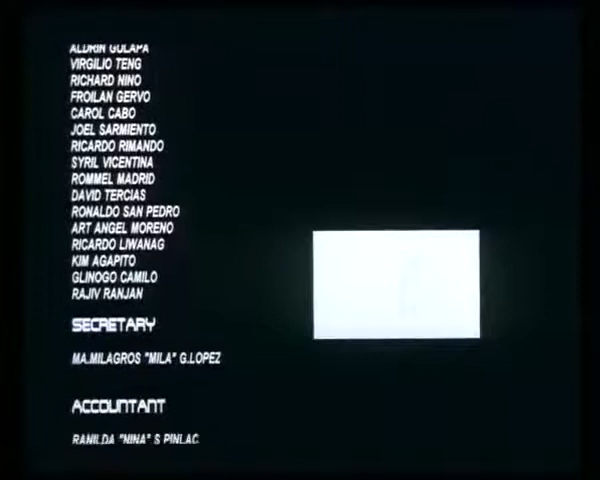 ALDRIN GULAPA
VIRGILIO TENG
RICHARD NINO
FROILAN GERVO
CAROL CABO
JOEL SARMIENTO
RICARDO RIMANDO
SYRIL VICENTINA
ROMMEL MADRID
DAVID TERCIAS
RONALDO SAN PEDRO
ART ANGEL MORENO
RICARDO LIWANAG
KIM AGAPITO
GLINOGO CAMILO
RAJIV RANJAN
SECRETARY
MA.MILAGROS "MILA" G.LOPEZ
ACCOUNTANT
RANILDA "NINA" S PINLAC